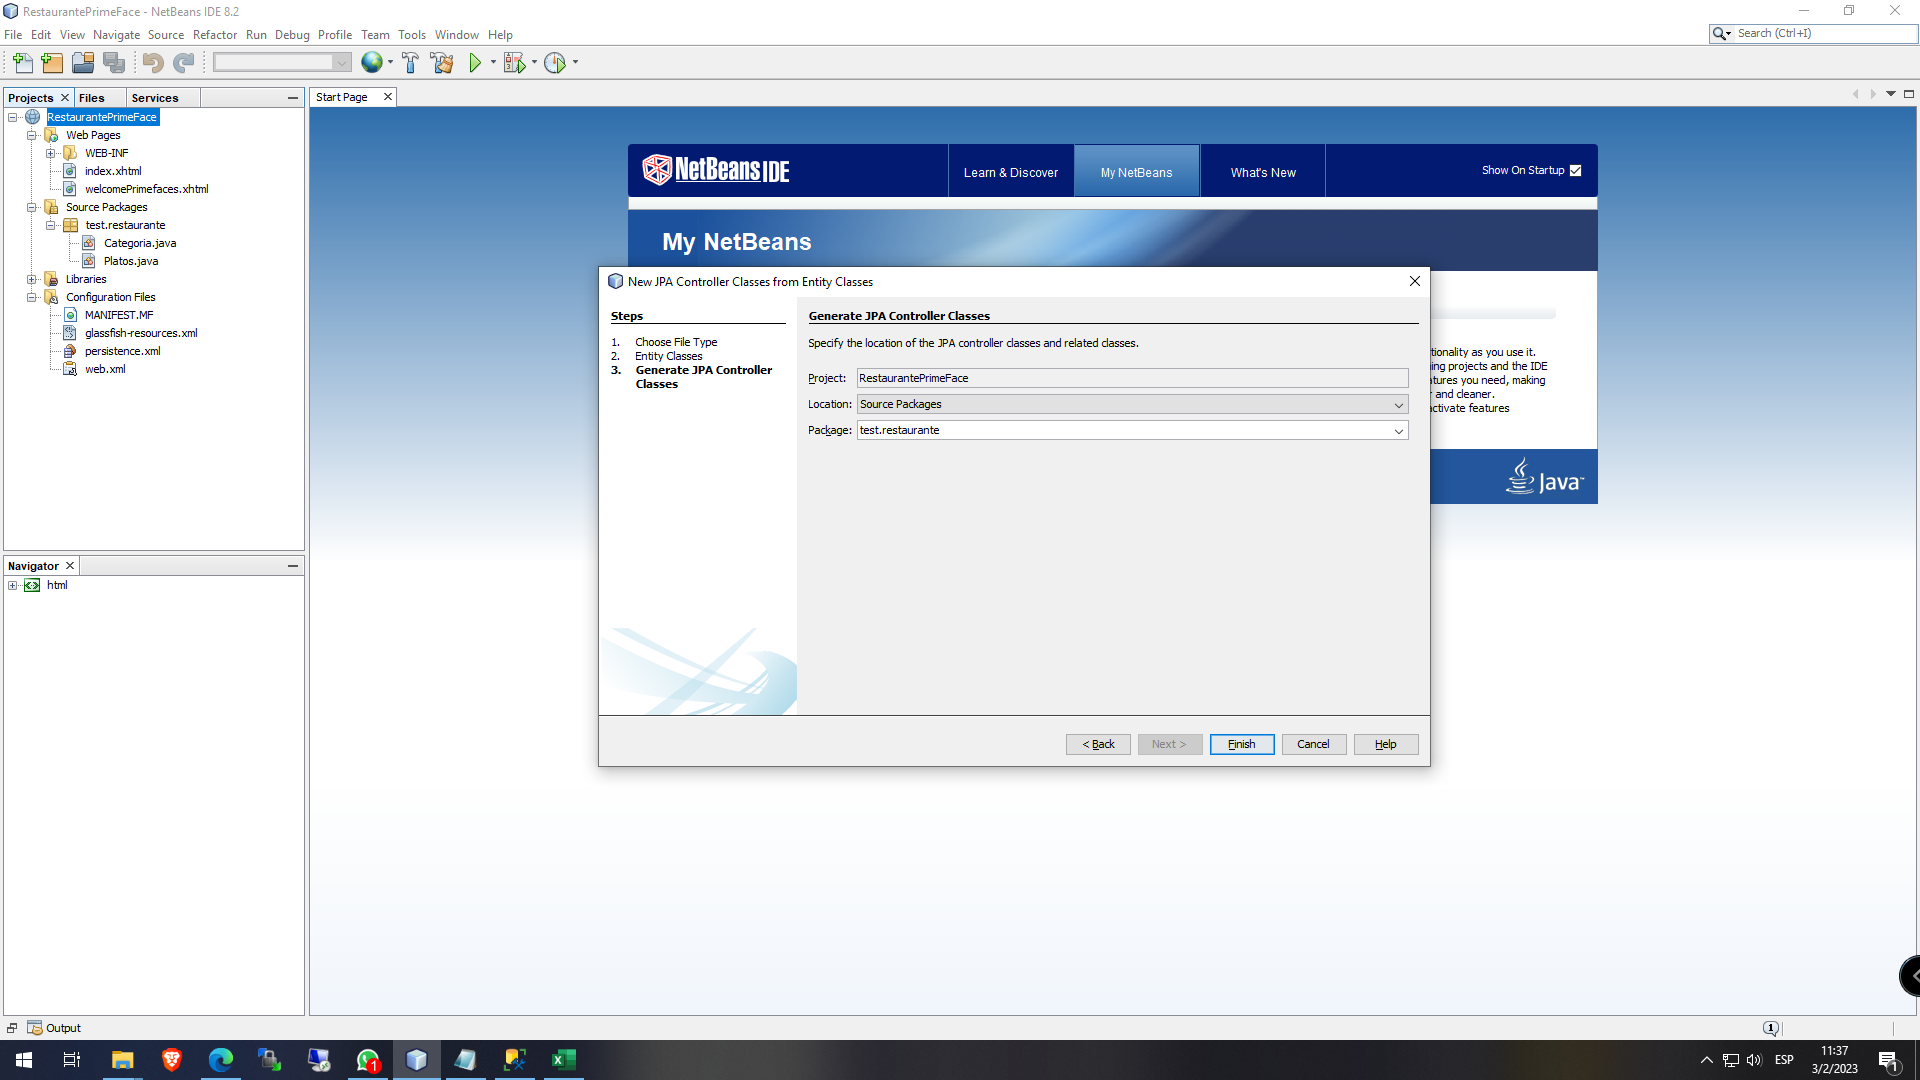 RestaurantePrimeFace - NetBeans IDE 8.2
File Edit View Navigate Source Refactor Run Debug Profile Team Tools Window Help
Search (Ctrl+I)
Projects Files Services
Start Page
RestaurantePrimeFace
Web Pages
WEB-INF
index.xhtml
welcomePrimefaces.xhtml
Source Packages
test.restaurante
Categoria.java
Platos.java
Libraries
Configuration Files
MANIFEST.MF
glassfish-resources.xml
persistence.xml
web.xml
NetBeans IDE
Learn & Discover
My NetBeans
What's New
Show On Startup
My NetBeans
New JPA Controller Classes from Entity Classes
Steps
1. Choose File Type
2. Entity Classes
3. Generate JPA Controller
Classes
Generate JPA Controller Classes
Specify the location of the JPA controller classes and related classes.
Project: RestaurantePrimeFace
Location: Source Packages
Package: test.restaurante
< Back
Next >
Finish
Cancel
Help
tionality as you use it.
ing projects and the IDE
atures you need, making
r and cleaner.
activate features
Java™
Navigator
html
Output
1
1
ESP
11:37
3/2/2023
1